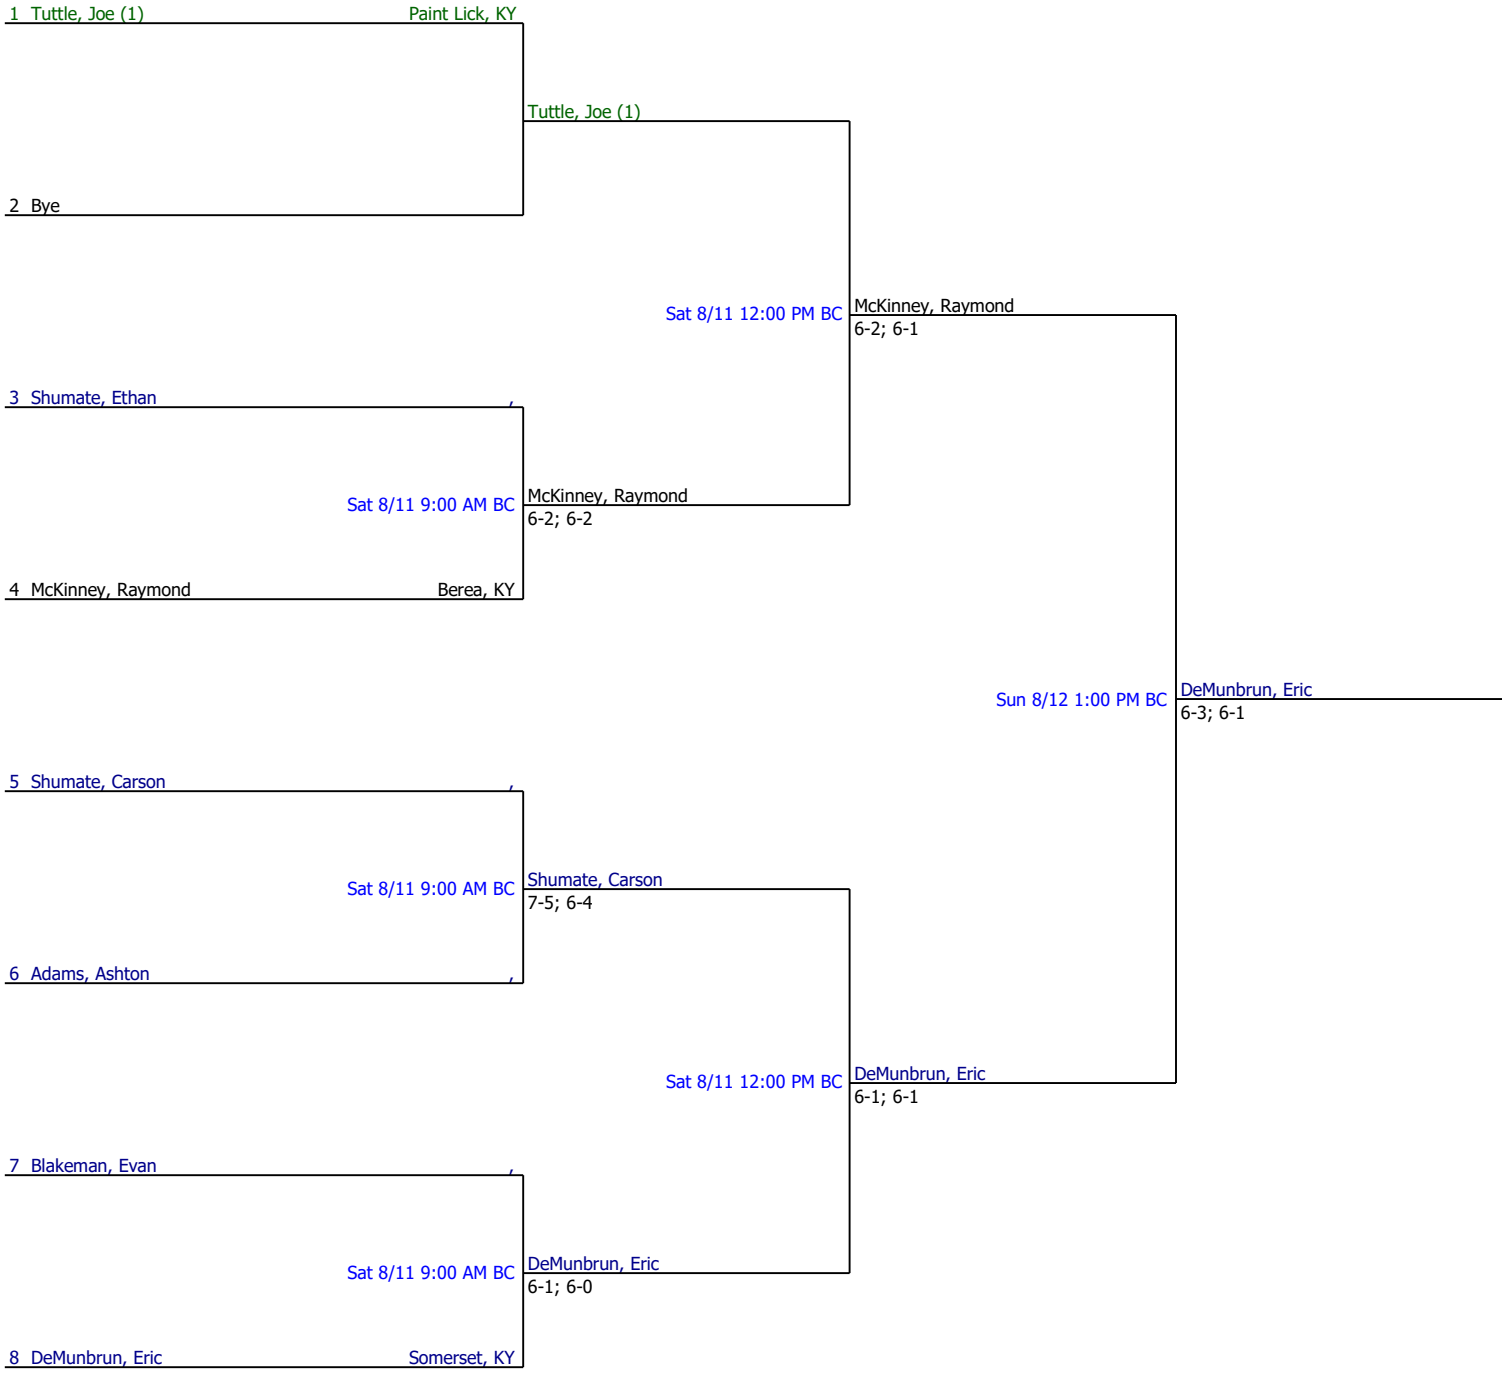 1 Tuttle, Joe (1) Paint Lick, KY
Tuttle, Joe (1)
2 Bye
McKinney, Raymond
Sat 8/11 12:00 PM BC
6-2; 6-1
3 Shumate, Ethan ,
McKinney, Raymond
Sat 8/11 9:00 AM BC
6-2; 6-2
4 McKinney, Raymond Berea, KY
DeMunbrun, Eric
Sun 8/12 1:00 PM BC
6-3; 6-1
5 Shumate, Carson ,
Shumate, Carson
Sat 8/11 9:00 AM BC
7-5; 6-4
6 Adams, Ashton ,
DeMunbrun, Eric
Sat 8/11 12:00 PM BC
6-1; 6-1
7 Blakeman, Evan ,
DeMunbrun, Eric
Sat 8/11 9:00 AM BC
6-1; 6-0
8 DeMunbrun, Eric Somerset, KY